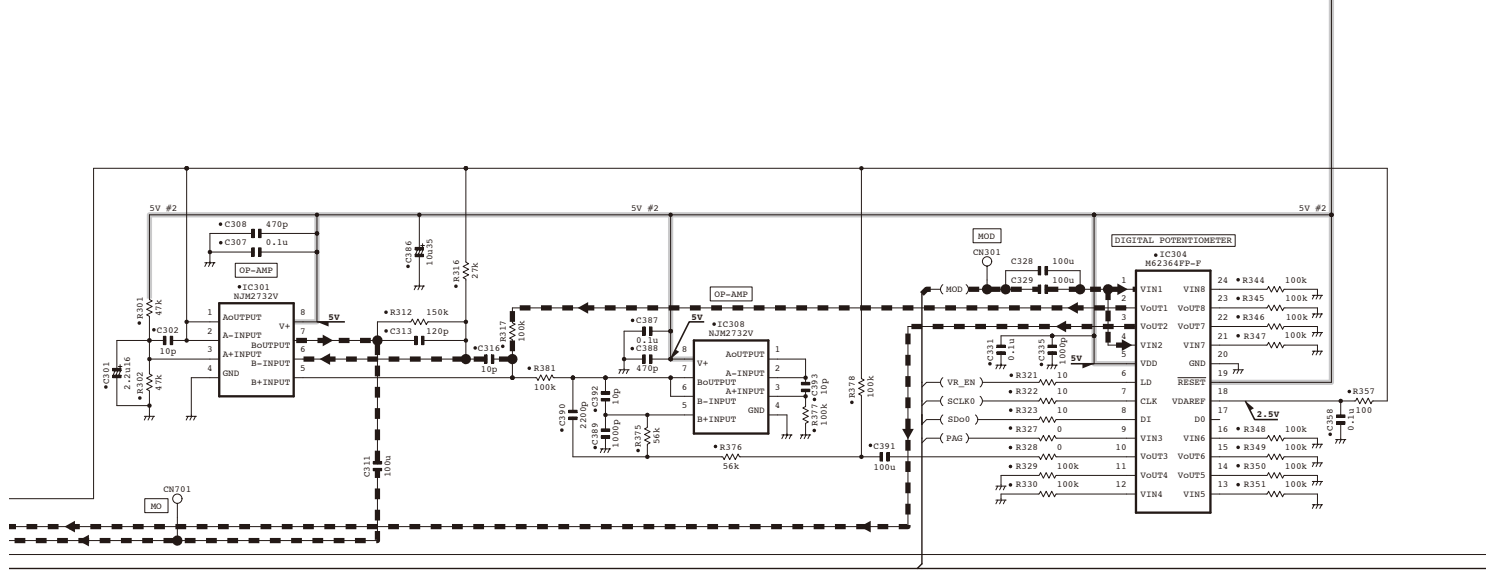 5V #2
5V #2
5V #2
C308 470p
C307 0.1u
OP-AMP
IC301
NJM2732V
C386
10u35
R316
27k
R301
47k
C302
10p
C301
2.2u16
R302
47k
1 AoUTPUT
2 A-INPUT
3 A+INPUT
4 GND
8 V+
7 BoUTPUT
6 B-INPUT
5 B+INPUT
5V
R312 150k
C313 120p
C316
10p
R317
100k
R381
100k
C311
100u
CN701
MO
OP-AMP
IC308
NJM2732V
C387
0.1u
C388
470p
5V
8 V+
7 BoUTPUT
6 B-INPUT
5 B+INPUT
AoUTPUT 1
A-INPUT 2
A+INPUT 3
GND 4
C390
2200p
C392
10p
C389
1000p
R375
56k
R376
56k
C393
10p
R377
100k
R378
100k
C391
100u
MOD
CN301
C328 100u
C329 100u
MOD
DIGITAL POTENTIOMETER
IC304
M62364FP-F
C331
0.1u
C335
1000p
5V
VR_EN
SCLK0
SDo0
PAG
R321 10
R322 10
R323 10
R327 0
R328 0
R329 100k
R330 100k
1 VIN1
2 VoUT1
3 VoUT2
4 VIN2
5 VDD
6 LD
7 CLK
8 DI
9 VIN3
10 VoUT3
11 VoUT4
12 VIN4
VIN8 24
VoUT8 23
VoUT7 22
VIN7 21
GND 20
RESET 19
VDAREF 18
D0 17
VIN6 16
VoUT6 15
VoUT5 14
VIN5 13
R344 100k
R345 100k
R346 100k
R347 100k
2.5V
R357
100
C358
0.1u
R348 100k
R349 100k
R350 100k
R351 100k